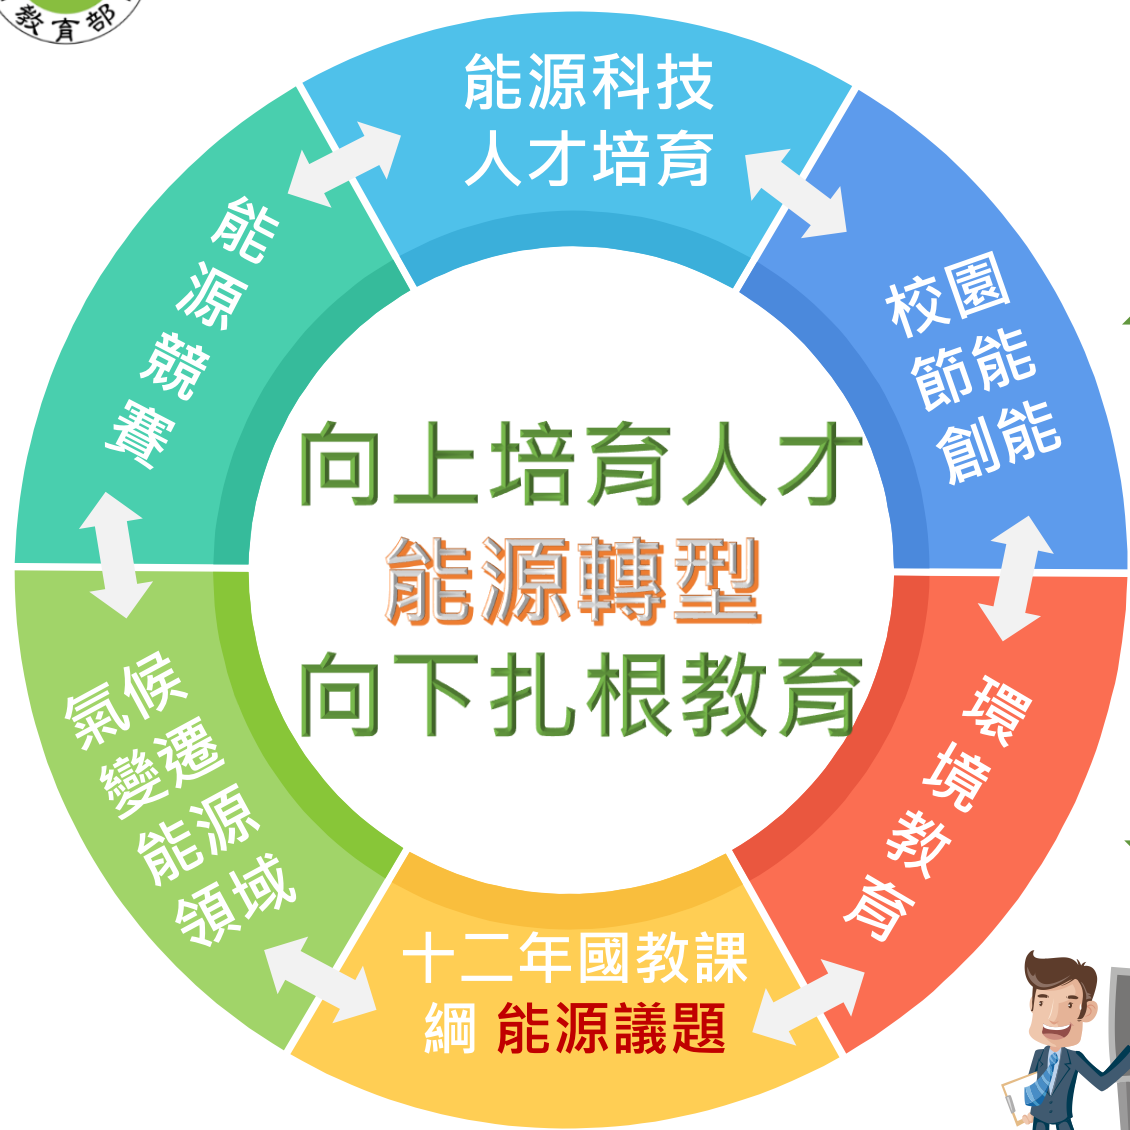 教育部
能源科技
人才培育
校園
節能
創能
環境教育
十二年國教課
綱 能源議題
氣候
變遷
能源
領域
能源競賽
向上培育人才
能源轉型
向下扎根教育